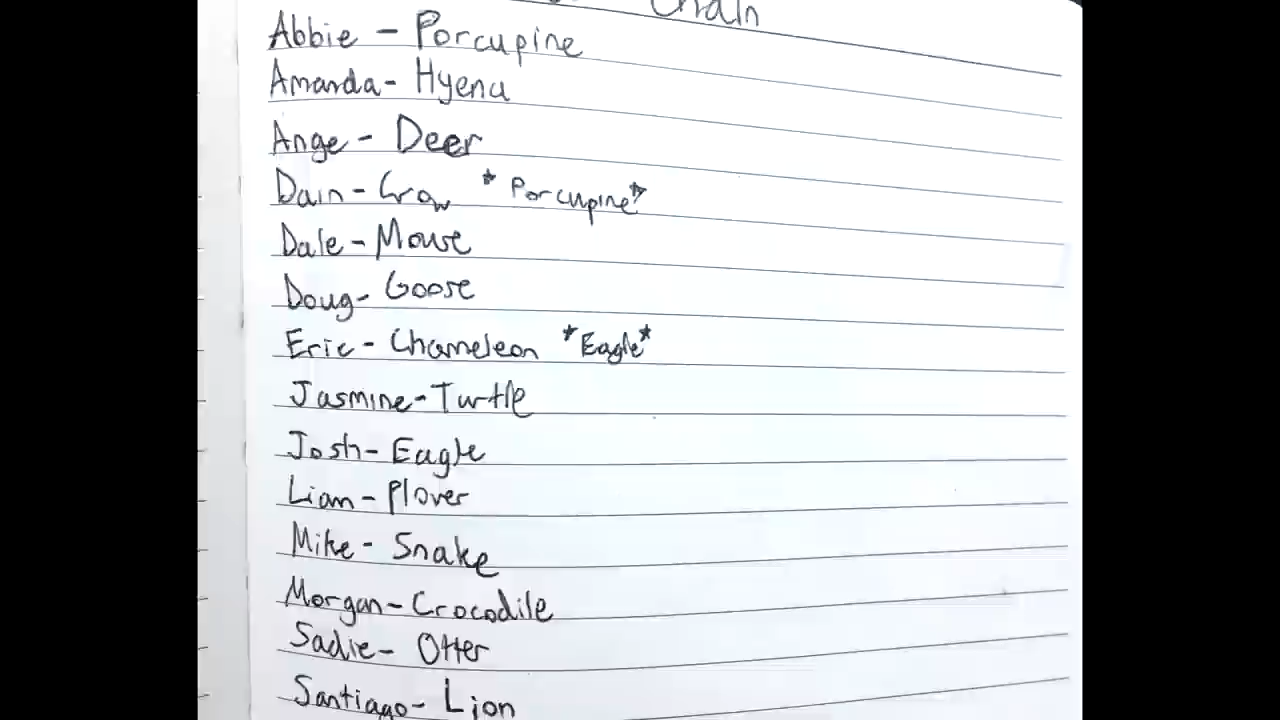 Chain
Abbie - Porcupine
Amanda - Hyena
Ange - Deer
Dain - Crow *Porcupine*
Dale - Mouse
Doug - Goose
Eric - Chameleon *Eagle*
Jasmine - Turtle
Josh - Eagle
Liam - Plover
Mike - Snake
Morgan - Crocodile
Sadie - Otter
Santiago - Lion